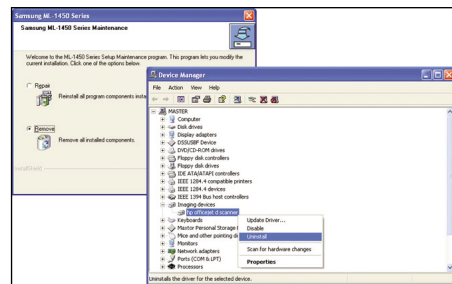 Samsung ML-1450 Series
Samsung ML-1450 Series Maintenance
Welcome to the ML-1450 Series Setup Maintenance program. This program lets you modify the
current installation. Click one of the options below.
Repair
Reinstall all program components insta
Remove
Remove all installed components.
Device Manager
File Action View Help
MASTER
Computer
Disk drives
Display adapters
DSSUSBF Device
DVD/CD-ROM drives
Floppy disk controllers
Floppy disk drives
IDE ATA/ATAPI controllers
IEEE 1284.4 compatible printers
IEEE 1284.4 devices
IEEE 1394 Bus host controllers
Imaging devices
hp officejet d scanner
Keyboards
Maxtor Personal Storage
Mice and other pointing d
Monitors
Network adapters
Ports (COM & LPT)
Processors
Update Driver...
Disable
Uninstall
Scan for hardware changes
Properties
Uninstalls the driver for the selected device.